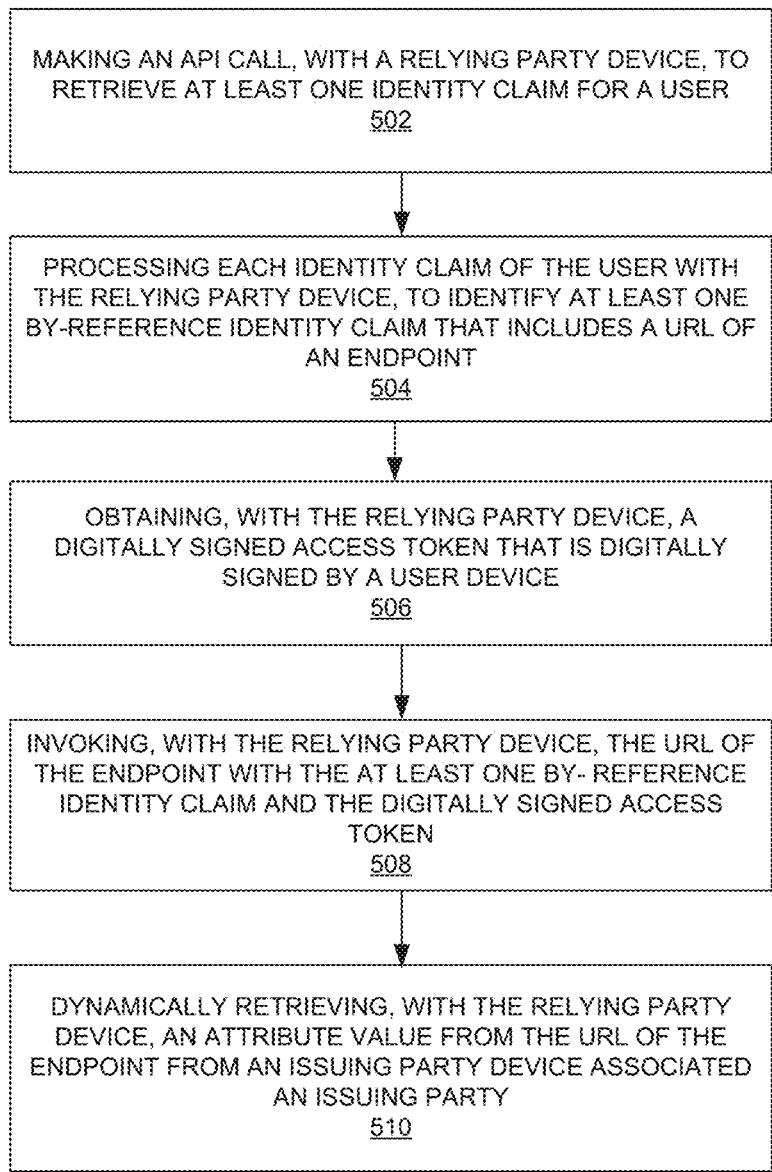 MAKING AN API CALL, WITH A RELYING PARTY DEVICE, TO
RETRIEVE AT LEAST ONE IDENTITY CLAIM FOR A USER
502
PROCESSING EACH IDENTITY CLAIM OF THE USER WITH
THE RELYING PARTY DEVICE, TO IDENTIFY AT LEAST ONE
BY-REFERENCE IDENTITY CLAIM THAT INCLUDES A URL OF
AN ENDPOINT
504
OBTAINING, WITH THE RELYING PARTY DEVICE, A
DIGITALLY SIGNED ACCESS TOKEN THAT IS DIGITALLY
SIGNED BY A USER DEVICE
506
INVOKING, WITH THE RELYING PARTY DEVICE, THE URL OF
THE ENDPOINT WITH THE AT LEAST ONE BY- REFERENCE
IDENTITY CLAIM AND THE DIGITALLY SIGNED ACCESS
TOKEN
508
DYNAMICALLY RETRIEVING, WITH THE RELYING PARTY
DEVICE, AN ATTRIBUTE VALUE FROM THE URL OF THE
ENDPOINT FROM AN ISSUING PARTY DEVICE ASSOCIATED
AN ISSUING PARTY
510